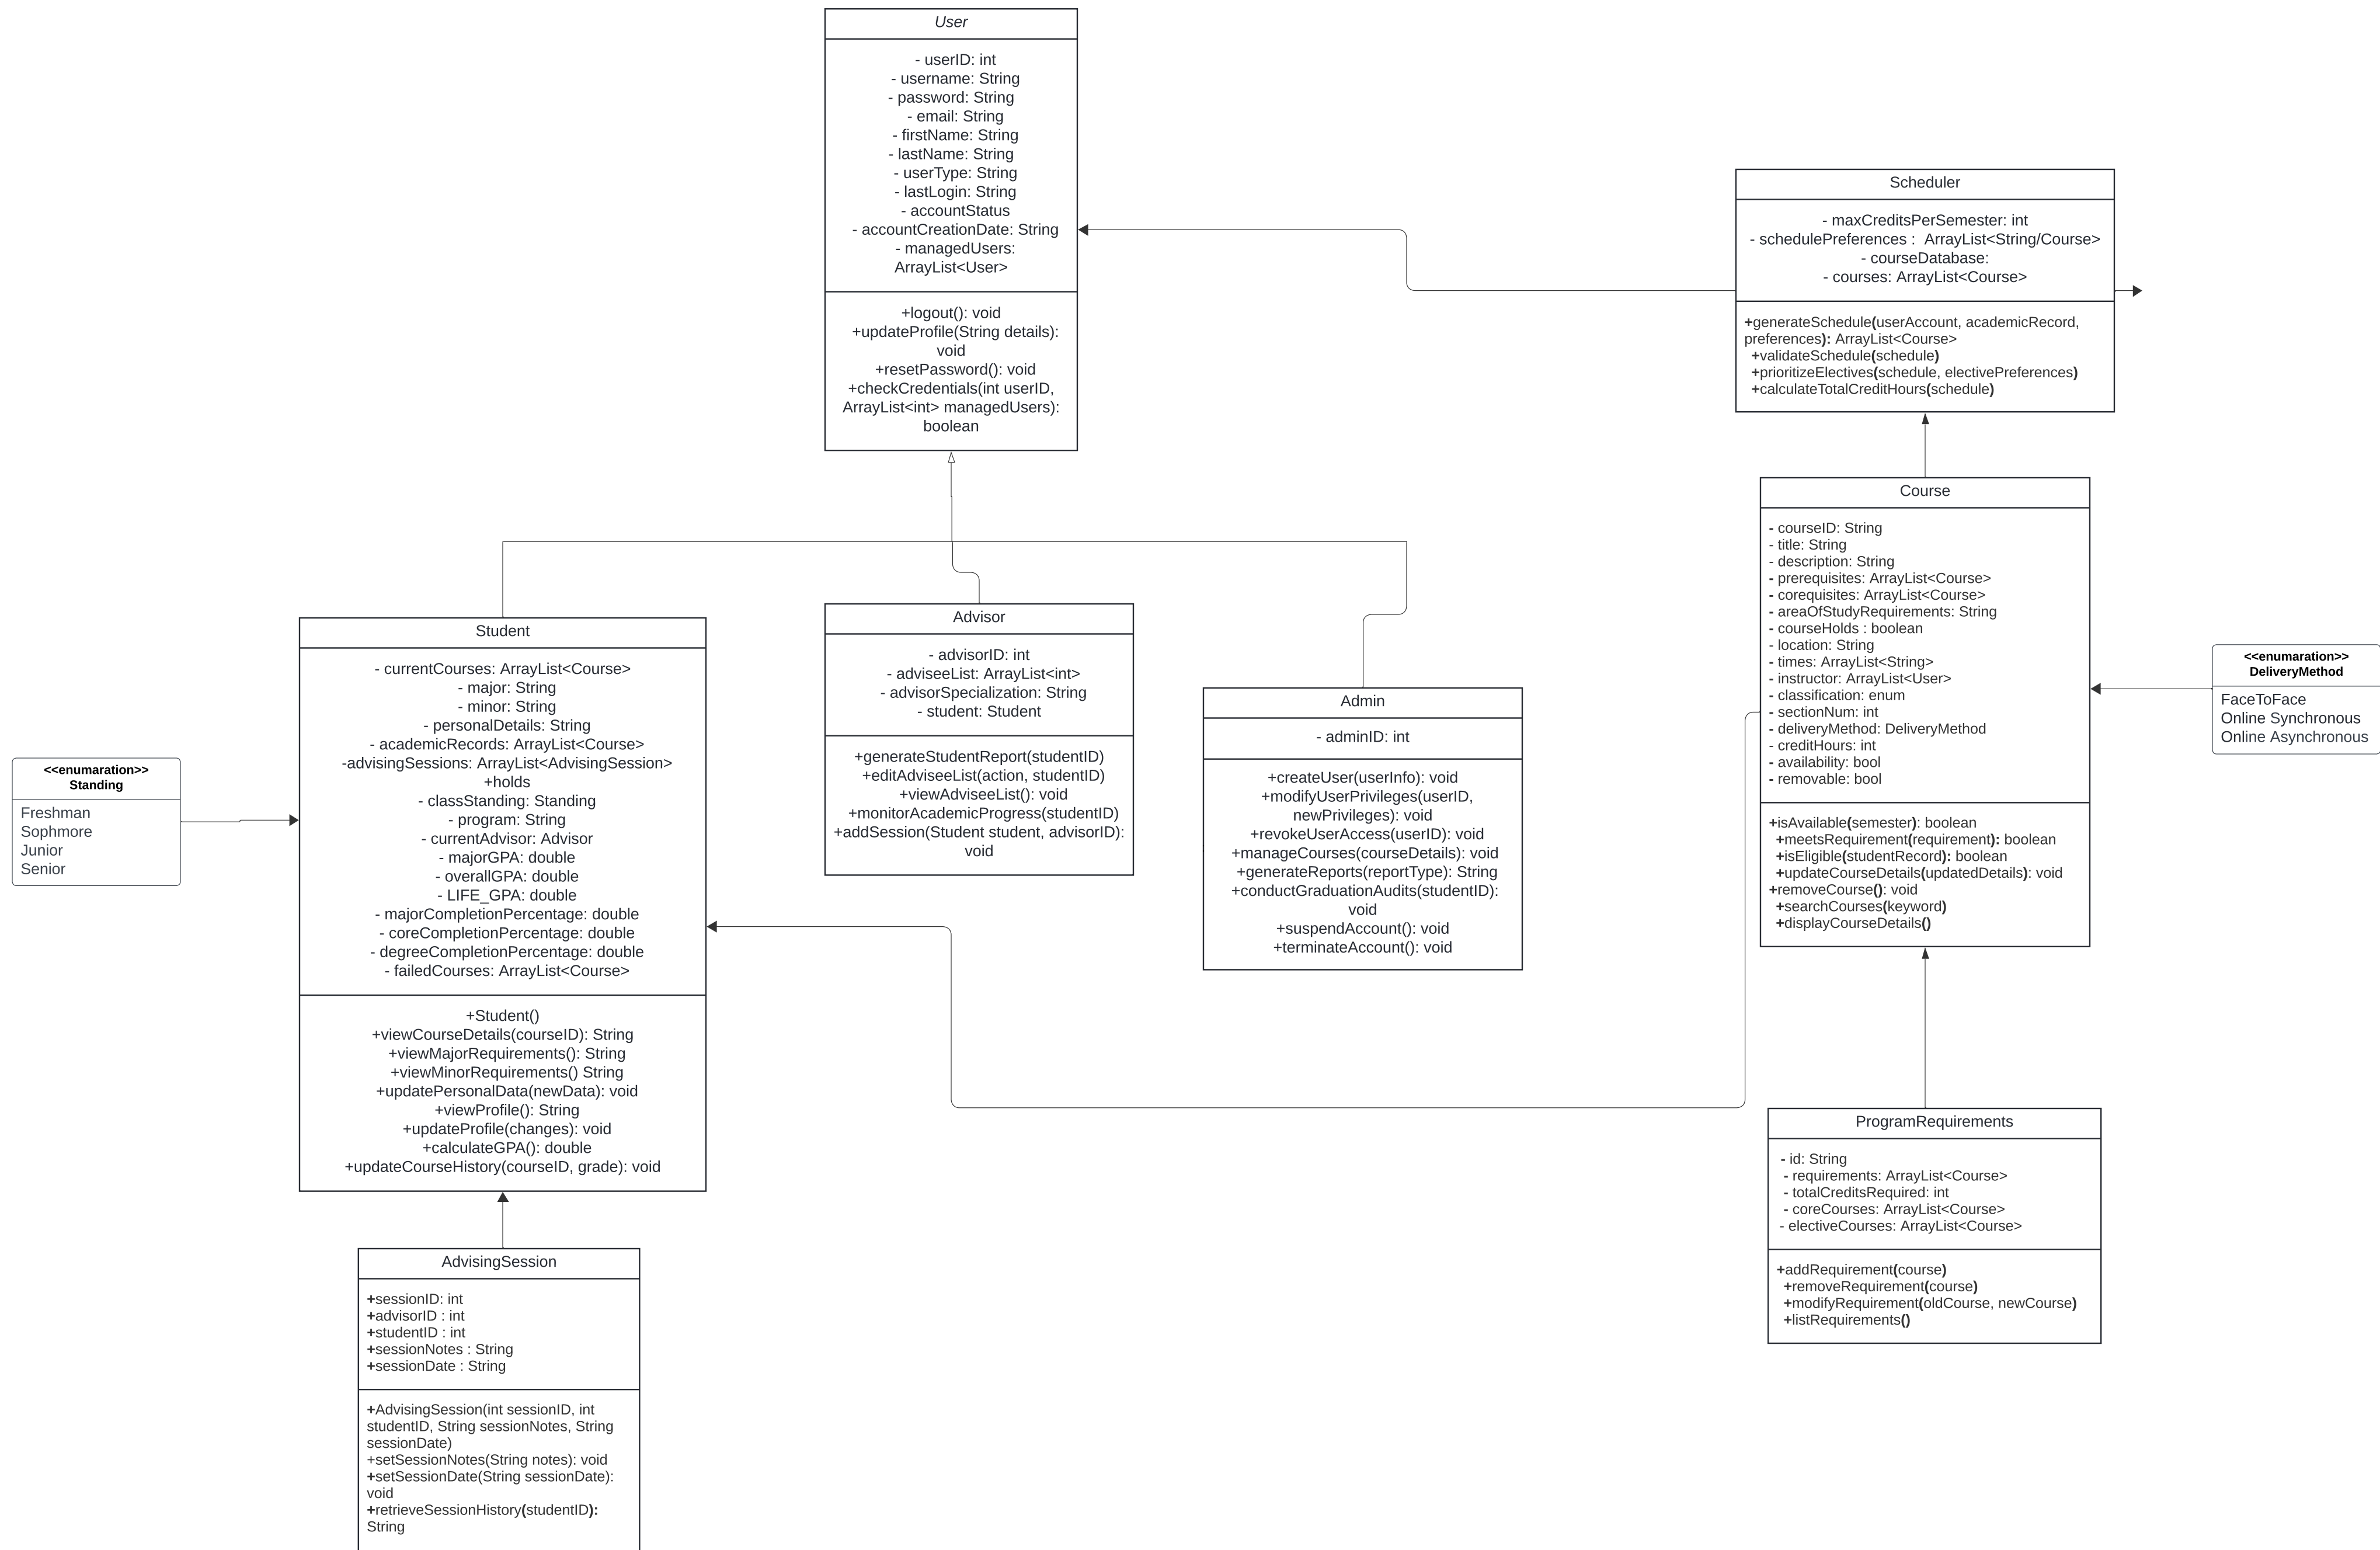 User
- userID: int
- username: String
- password: String
- email: String
- firstName: String
- lastName: String
- userType: String
- lastLogin: String
- accountStatus
- accountCreationDate: String
- managedUsers:
ArrayList<User>
+logout(): void
+updateProfile(String details):
void
+resetPassword(): void
+checkCredentials(int userID,
ArrayList<int> managedUsers):
boolean
Scheduler
- maxCreditsPerSemester: int
- schedulePreferences : ArrayList<String/Course>
- courseDatabase:
- courses: ArrayList<Course>
+generateSchedule(userAccount, academicRecord,
preferences): ArrayList<Course>
+validateSchedule(schedule)
+prioritizeElectives(schedule, electivePreferences)
+calculateTotalCreditHours(schedule)
Course
- courseID: String
- title: String
- description: String
- prerequisites: ArrayList<Course>
- corequisites: ArrayList<Course>
- areaOfStudyRequirements: String
- courseHolds : boolean
- location: String
- times: ArrayList<String>
- instructor: ArrayList<User>
- classification: enum
- sectionNum: int
- deliveryMethod: DeliveryMethod
- creditHours: int
- availability: bool
- removable: bool
+isAvailable(semester): boolean
+meetsRequirement(requirement): boolean
+isEligible(studentRecord): boolean
+updateCourseDetails(updatedDetails): void
+removeCourse(): void
+searchCourses(keyword)
+displayCourseDetails()
<<enumaration>>
DeliveryMethod
FaceToFace
Online Synchronous
Online Asynchronous
Student
- currentCourses: ArrayList<Course>
- major: String
- minor: String
- personalDetails: String
- academicRecords: ArrayList<Course>
-advisingSessions: ArrayList<AdvisingSession>
+holds
- classStanding: Standing
- program: String
- currentAdvisor: Advisor
- majorGPA: double
- overallGPA: double
- LIFE_GPA: double
- majorCompletionPercentage: double
- coreCompletionPercentage: double
- degreeCompletionPercentage: double
- failedCourses: ArrayList<Course>
+Student()
+viewCourseDetails(courseID): String
+viewMajorRequirements(): String
+viewMinorRequirements() String
+updatePersonalData(newData): void
+viewProfile(): String
+updateProfile(changes): void
+calculateGPA(): double
+updateCourseHistory(courseID, grade): void
Advisor
- advisorID: int
- adviseeList: ArrayList<int>
- advisorSpecialization: String
- student: Student
+generateStudentReport(studentID)
+editAdviseeList(action, studentID)
+viewAdviseeList(): void
+monitorAcademicProgress(studentID)
+addSession(Student student, advisorID):
void
Admin
- adminID: int
+createUser(userInfo): void
+modifyUserPrivileges(userID,
newPrivileges): void
+revokeUserAccess(userID): void
+manageCourses(courseDetails): void
+generateReports(reportType): String
+conductGraduationAudits(studentID):
void
+suspendAccount(): void
+terminateAccount(): void
<<enumaration>>
Standing
Freshman
Sophmore
Junior
Senior
ProgramRequirements
- id: String
- requirements: ArrayList<Course>
- totalCreditsRequired: int
- coreCourses: ArrayList<Course>
- electiveCourses: ArrayList<Course>
+addRequirement(course)
+removeRequirement(course)
+modifyRequirement(oldCourse, newCourse)
+listRequirements()
AdvisingSession
+sessionID: int
+advisorID : int
+studentID : int
+sessionNotes : String
+sessionDate : String
+AdvisingSession(int sessionID, int
studentID, String sessionNotes, String
sessionDate)
+setSessionNotes(String notes): void
+setSessionDate(String sessionDate):
void
+retrieveSessionHistory(studentID):
String